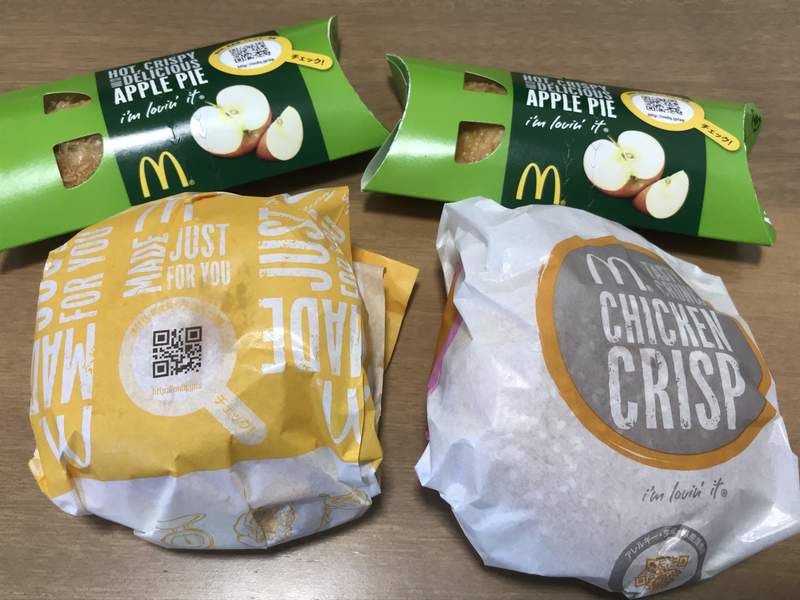 HOT, CRISPY
AND DELICIOUS
APPLE PIE
i'm lovin' it
チェック!
HOT, CRISPY
AND DELICIOUS
APPLE PIE
i'm lovin' it
チェック!
MADE
JUST
FOR YOU
FOR YOU
MADE
MADE
JUST
チェック!
CHICKEN
CRISP
i'm lovin' it®